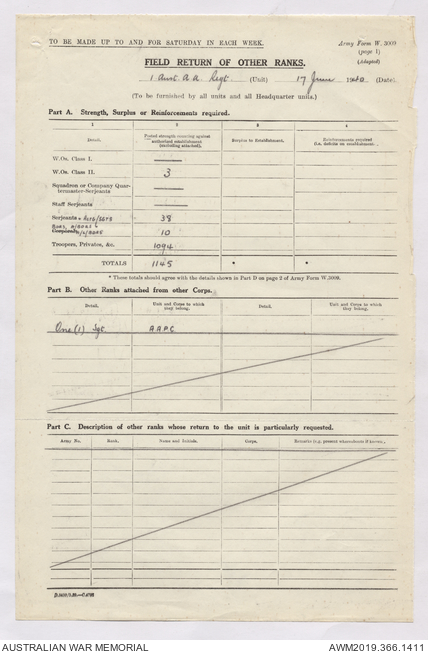 TO BE MADE UP TO AND FOR SATURDAY IN EACH WEEK.
Army Form W. 3009
(page 1)
(Adapted)
FIELD RETURN OF OTHER RANKS.
1 Aust. A A Regt (Unit) 17 June 1940 (Date)
(To be furnished by all units and all Headquarter units.)
Part A. Strength, Surplus or Reinforcements required.
1 2 3 4
Detail. Posted strength counting against authorised establishment (excluding attached). Surplus to Establishment. Reinforcements required (i.e. deficits on establishment.
W.Os. Class I. —
W.Os. Class II. 3
Squadron or Company Quar-
termaster-Serjeants —
Staff Serjeants —
Serjeants 38
10
Troopers, Privates, &c. 1094
TOTALS 1145 * *
* These totals should agree with the details shown in Part D on page 2 of Army Form W.3009.
Part B. Other Ranks attached from other Corps.
Detail. Unit and Corps to which they belong. Detail. Unit and Corps to which they belong.
One (1) Sgt A A P C
Part C. Description of other ranks whose return to the unit is particularly requested.
Army No. Rank. Name and Initials. Corps. Remarks (e.g. present whereabouts if known).
AUSTRALIAN WAR MEMORIAL
AWM2019.366.1411